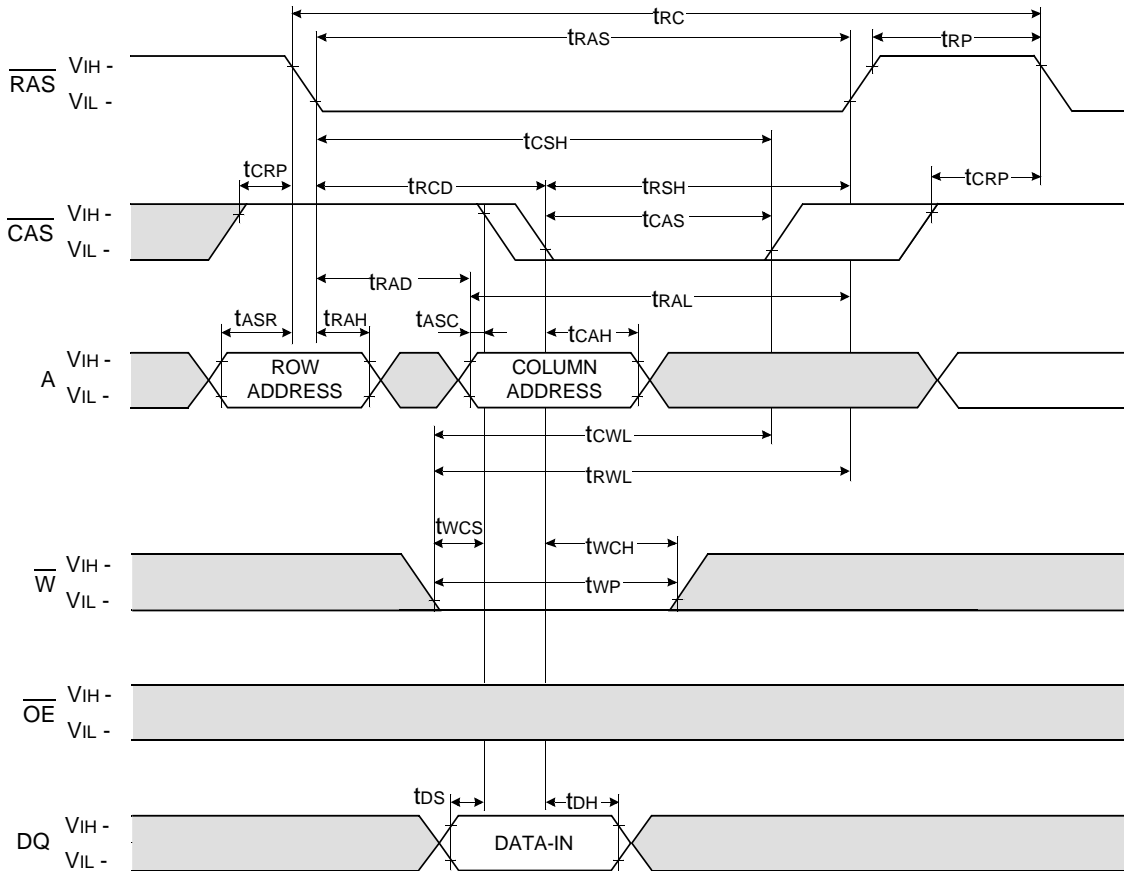 tRC
tRAS
tRP
RAS
VIH -
VIL -
tCSH
tCRP
tRCD
tRSH
tCRP
CAS
VIH -
VIL -
tCAS
tRAD
tRAL
tASR
tRAH
tASC
tCAH
A
VIH -
VIL -
ROW
ADDRESS
COLUMN
ADDRESS
tCWL
tRWL
tWCS
tWCH
W
VIH -
VIL -
tWP
OE
VIH -
VIL -
tDS
tDH
DQ
VIH -
VIL -
DATA-IN